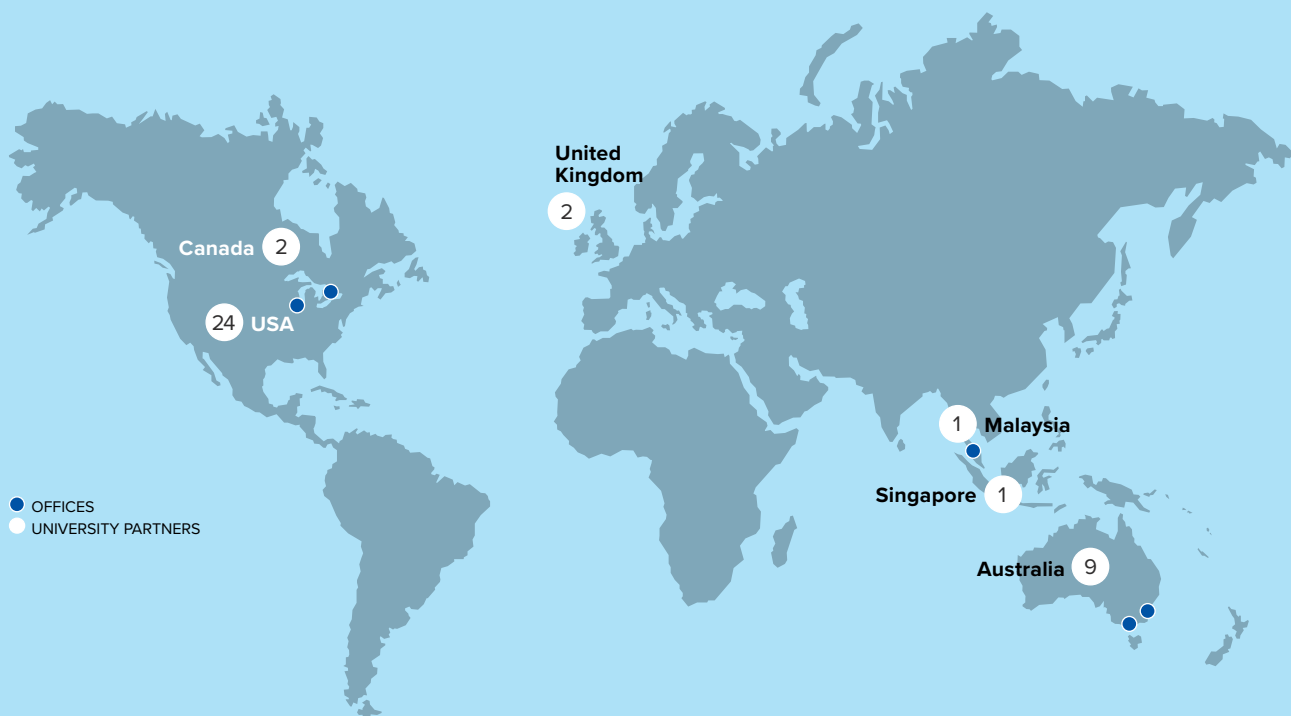 United
Kingdom
2
Canada 2
24 USA
1 Malaysia
Singapore 1
OFFICES
UNIVERSITY PARTNERS
Australia 9